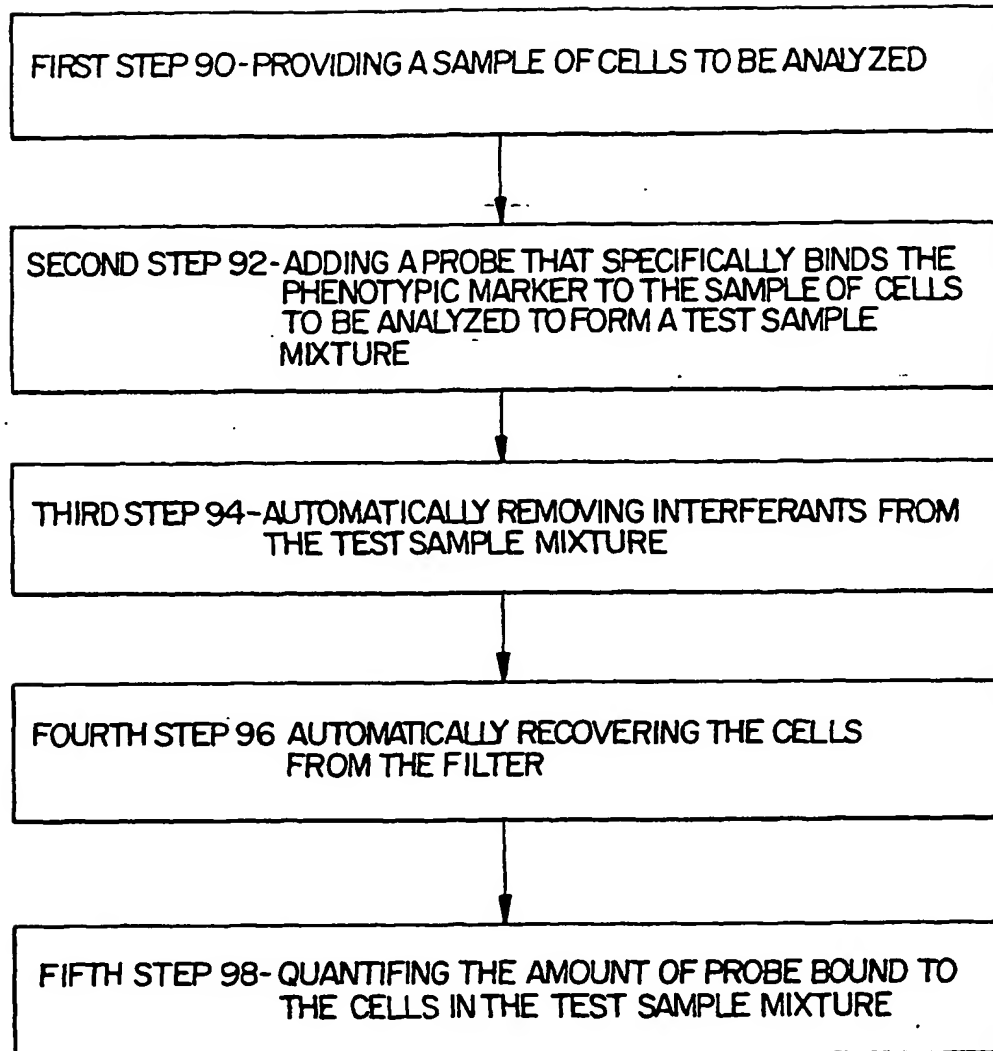 FIRST STEP 90-PROVIDING A SAMPLE OF CELLS TO BE ANALYZED
SECOND STEP 92-ADDING A PROBE THAT SPECIFICALLY BINDS THE
PHENOTYPIC MARKER TO THE SAMPLE OF CELLS
TO BE ANALYZED TO FORM A TEST SAMPLE
MIXTURE
THIRD STEP 94-AUTOMATICALLY REMOVING INTERFERANTS FROM
THE TEST SAMPLE MIXTURE
FOURTH STEP 96 AUTOMATICALLY RECOVERING THE CELLS
FROM THE FILTER
FIFTH STEP 98-QUANTIFING THE AMOUNT OF PROBE BOUND TO
THE CELLS IN THE TEST SAMPLE MIXTURE